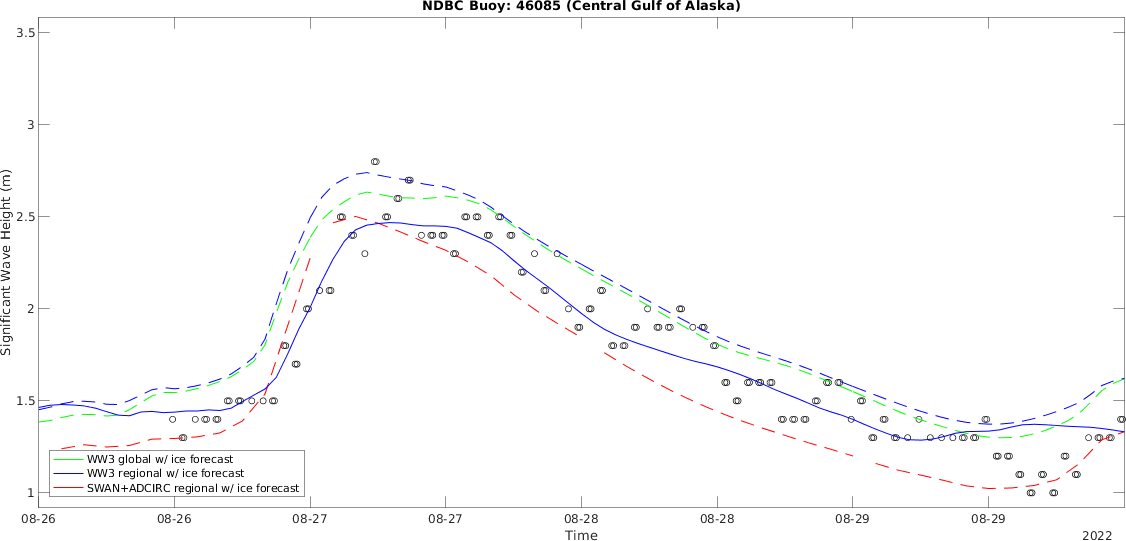 NDBC Buoy: 46085 (Central Gulf of Alaska)
3.5
3
2.5
2
1.5
1
Significant Wave Height (m)
WW3 global w/ ice forecast
WW3 regional w/ ice forecast
SWAN+ADCIRC regional w/ ice forecast
08-26 08-26 08-27 08-27 08-28 08-28 08-29 08-29
Time
2022